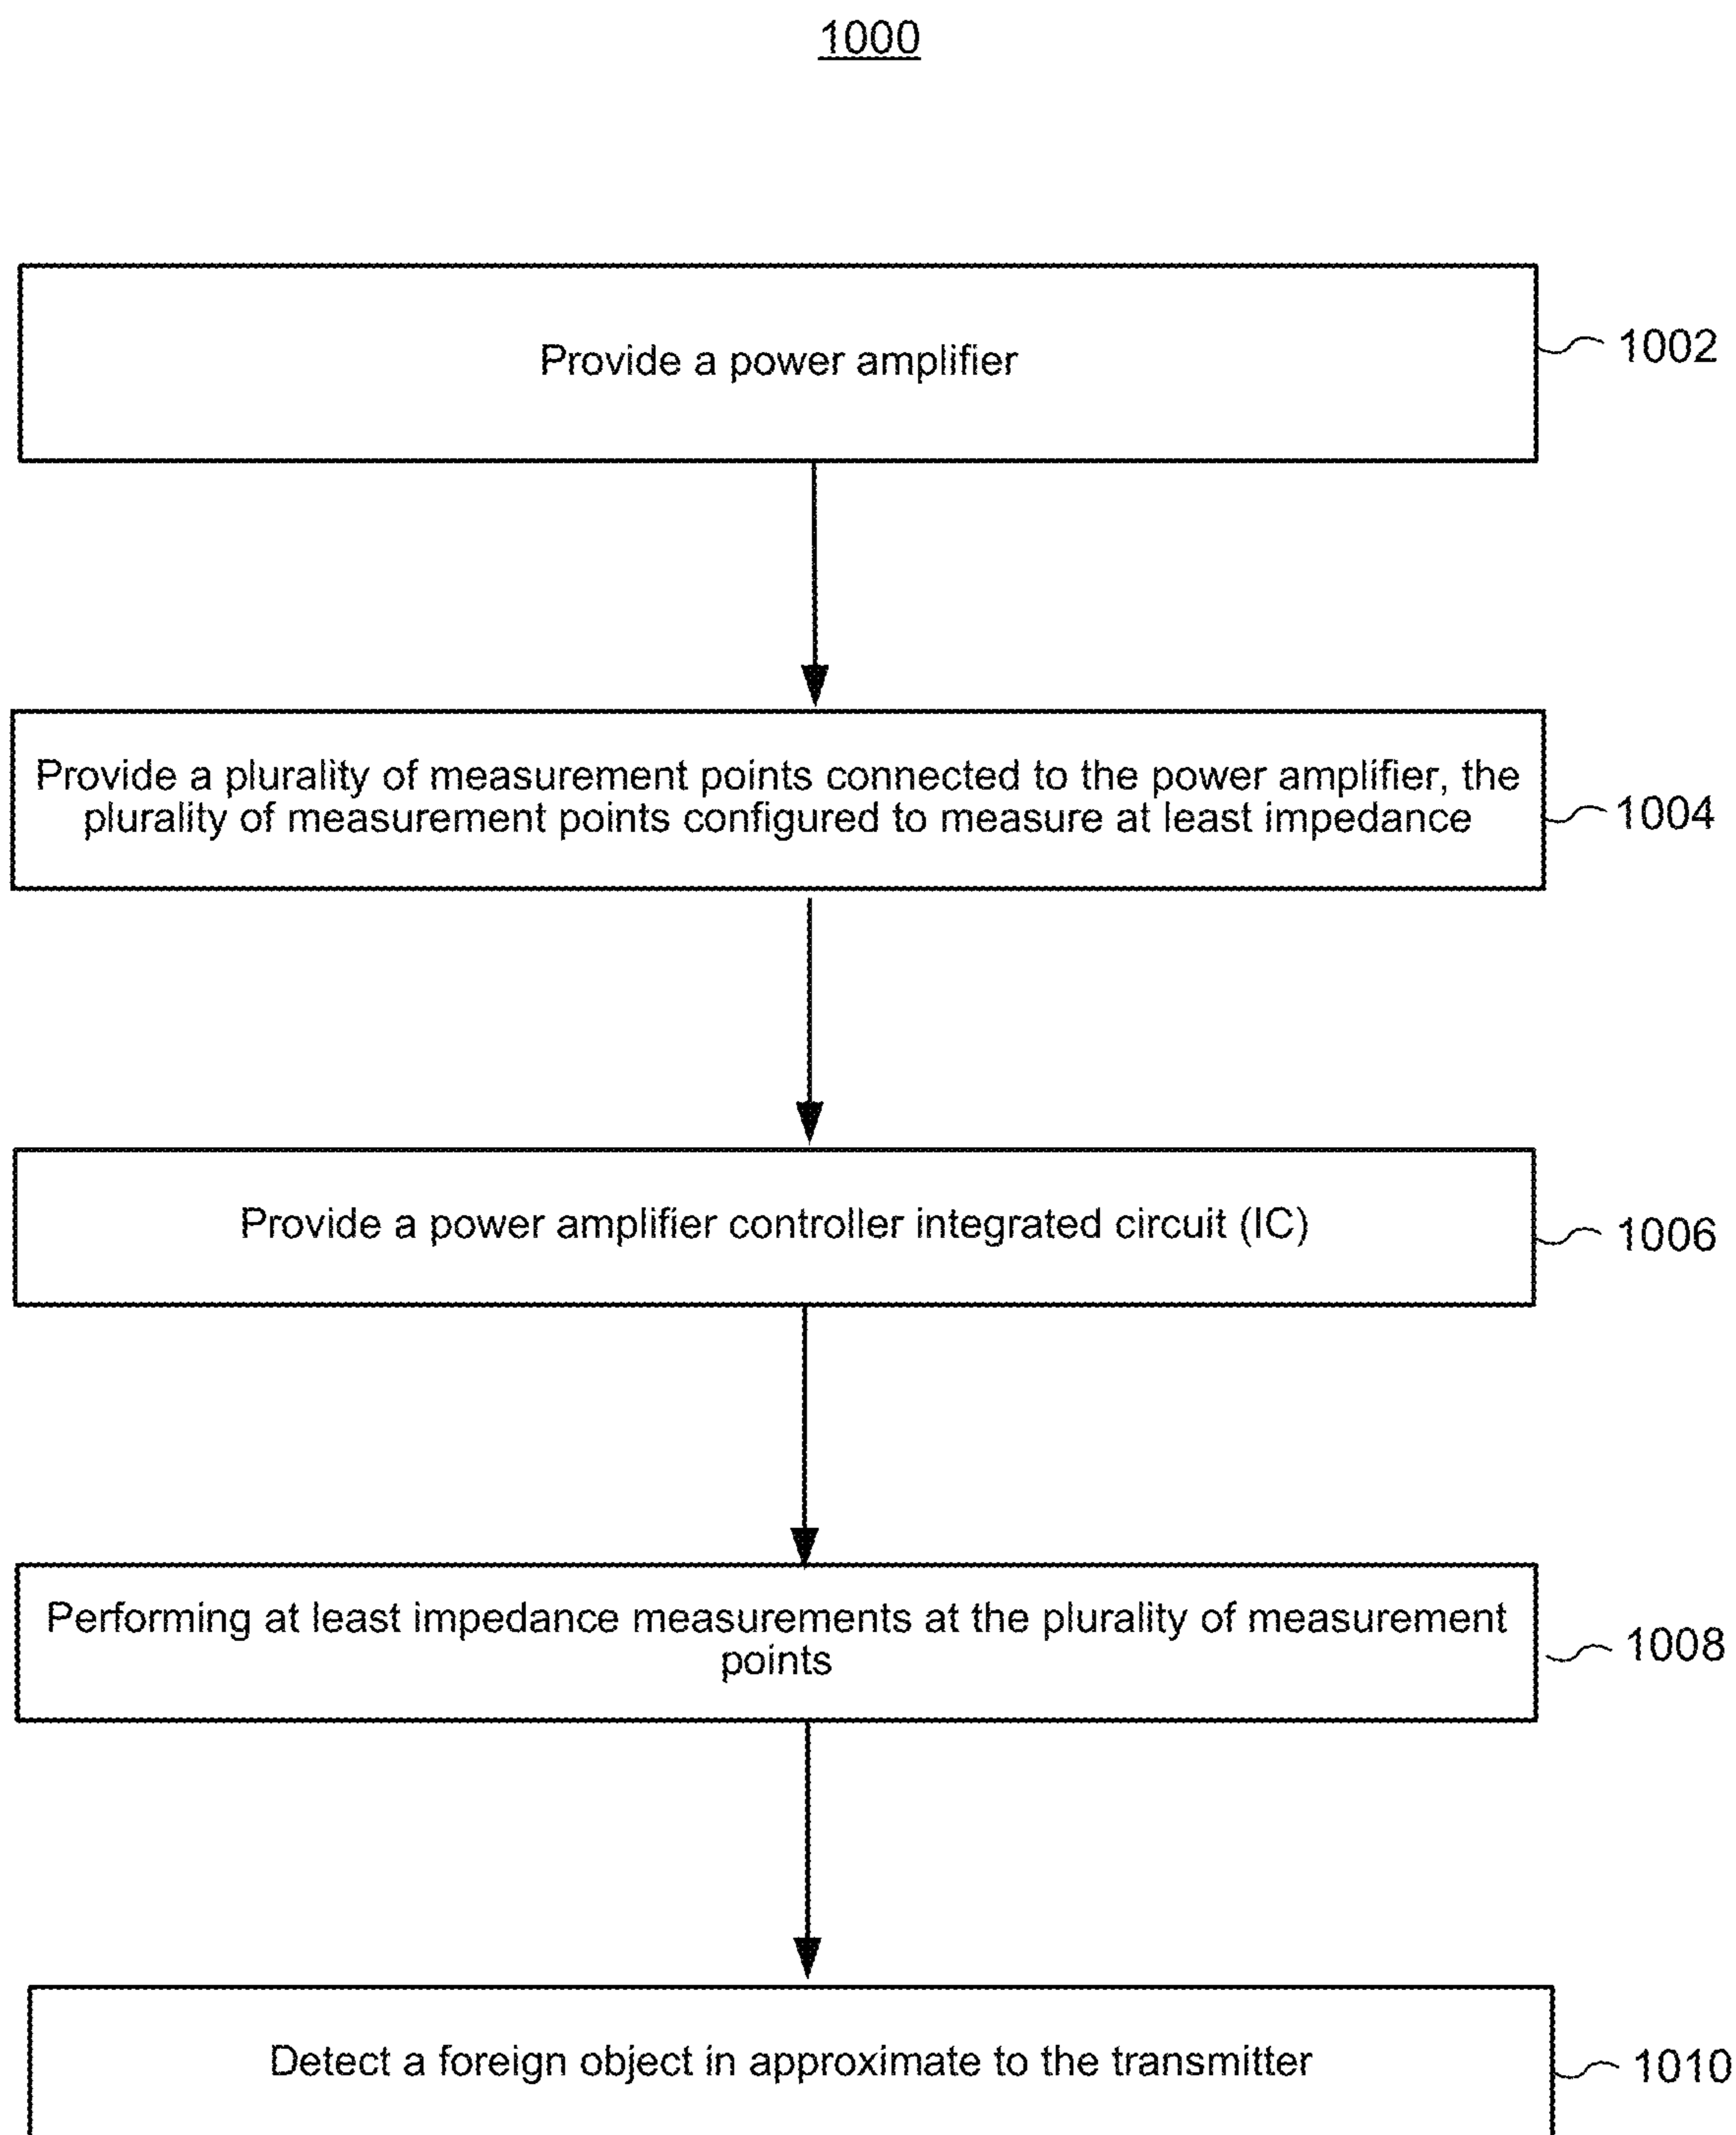 1000
Provide a power amplifier
1002
Provide a plurality of measurement points connected to the power amplifier, the
plurality of measurement points configured to measure at least impedance
1004
Provide a power amplifier controller integrated circuit (IC)
1006
Performing at least impedance measurements at the plurality of measurement
points
1008
Detect a foreign object in approximate to the transmitter
1010